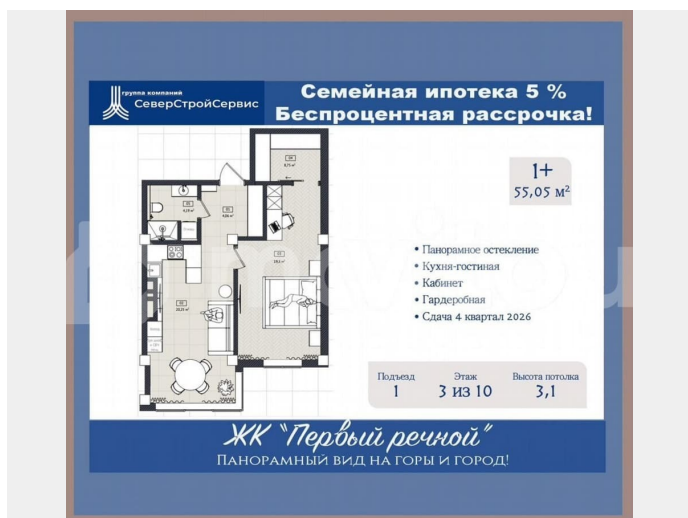 группа компаний
СеверСтройСервис
Семейная ипотека 5 %
Беспроцентная рассрочка!
1+
55,05 м²
• Панорамное остекление
• Кухня-гостиная
• Кабинет
• Гардеробная
• Сдача 4 квартал 2026
Подъезд
1
Этаж
3 из 10
Высота потолка
3,1
ЖК "Первый речной"
Панорамный вид на горы и город!